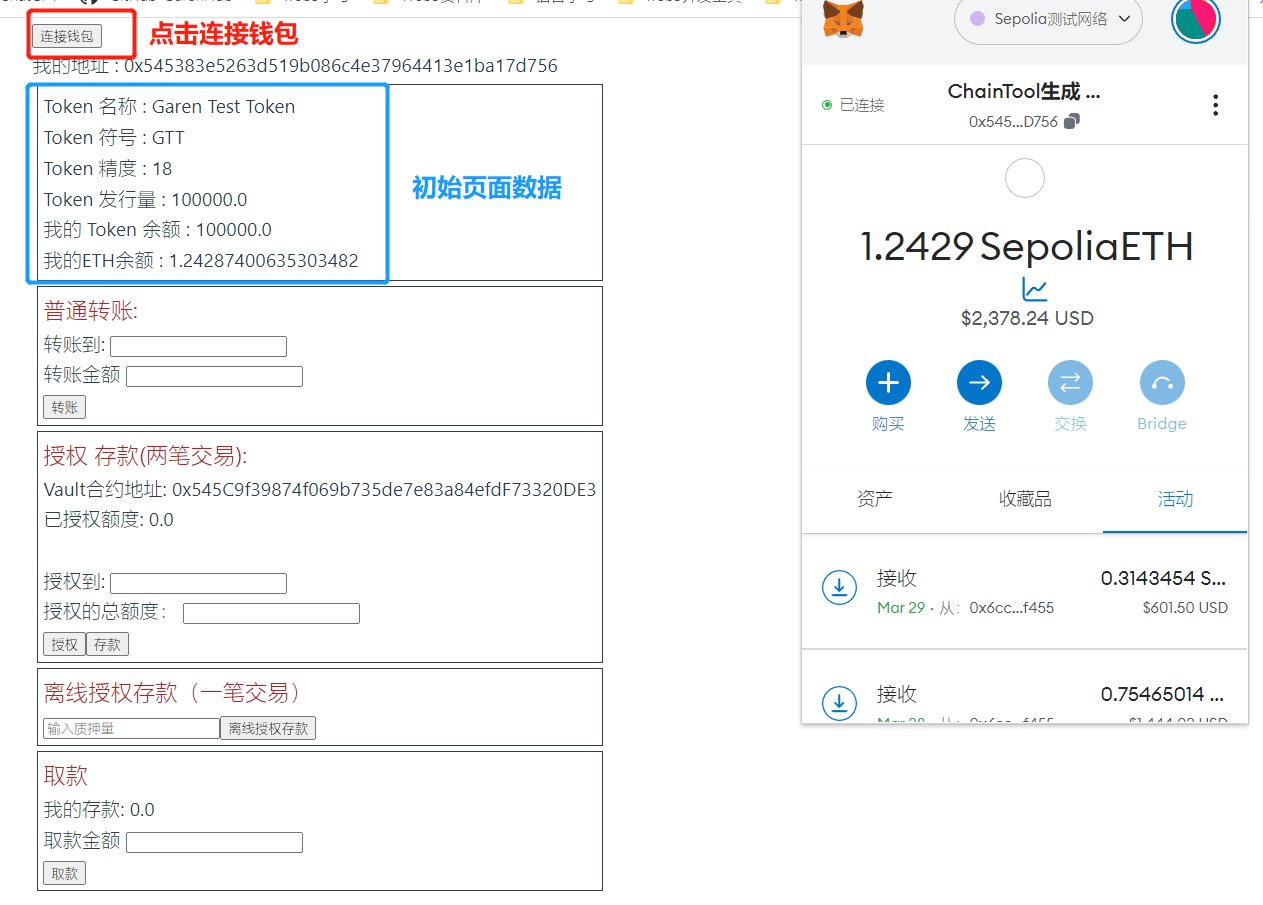 连接钱包
点击连接钱包
我的地址 : 0x545383e5263d519b086c4e37964413e1ba17d756
Token 名称 : Garen Test Token
Token 符号 : GTT
Token 精度 : 18
Token 发行量 : 100000.0
我的 Token 余额 : 100000.0
我的ETH余额 : 1.24287400635303482
初始页面数据
普通转账:
转账到:
转账金额
转账
授权 存款(两笔交易):
Vault合约地址: 0x545C9f39874f069b735de7e83a84efdF73320DE3
已授权额度: 0.0
授权到:
授权的总额度：
授权 存款
离线授权存款（一笔交易）
输入质押量 离线授权存款
取款
我的存款: 0.0
取款金额
取款
Sepolia测试网络
已连接
ChainTool生成 ...
0x545...D756
1.2429 SepoliaETH
$2,378.24 USD
购买 发送 交换 Bridge
资产 收藏品 活动
接收 0.3143454 S...
Mar 29 · 从: 0x6cc...f455 $601.50 USD
接收 0.75465014 ...